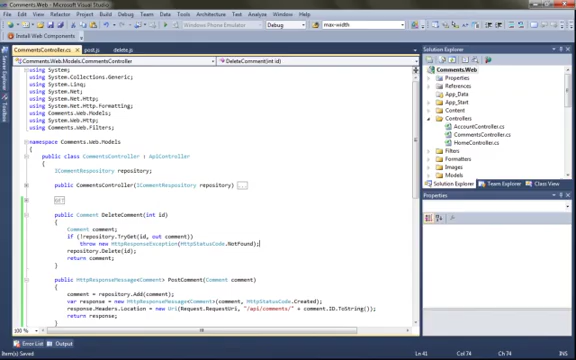 Comments.Web - Microsoft Visual Studio
File Edit View Refactor Project Build Debug Team Data Tools Architecture Test Analyze Window Help
Debug max-width
Install Web Components
CommentsController.cs post.js delete.js
Comments.Web.Models.CommentsController DeleteComment(int id)
using System;
using System.Collections.Generic;
using System.Linq;
using System.Net;
using System.Net.Http;
using System.Net.Http.Formatting;
using Comments.Web.Models;
using System.Web.Http;
using Comments.Web.Filters;
namespace Comments.Web.Models
{
public class CommentsController : ApiController
{
ICommentRespository repository;
public CommentsController(ICommentRespository repository) ...
GET
public Comment DeleteComment(int id)
{
Comment comment;
if (!repository.TryGet(id, out comment))
throw new HttpResponseException(HttpStatusCode.NotFound);
repository.Delete(id);
return comment;
}
public HttpResponseMessage<Comment> PostComment(Comment comment)
{
comment = repository.Add(comment);
var response = new HttpResponseMessage<Comment>(comment, HttpStatusCode.Created);
response.Headers.Location = new Uri(Request.RequestUri, "/api/comments/" + comment.ID.ToString());
return response;
}
100 %
Error List Output
Item(s) Saved Ln 41 Col 74 Ch 74 INS
Server Explorer
Toolbox
Solution Explorer
Comments.Web
Properties
References
App_Data
App_Start
Content
Controllers
AccountController.cs
CommentsController.cs
HomeController.cs
Filters
Formatters
Images
Models
Solution Explorer Team Explorer Class View
Properties